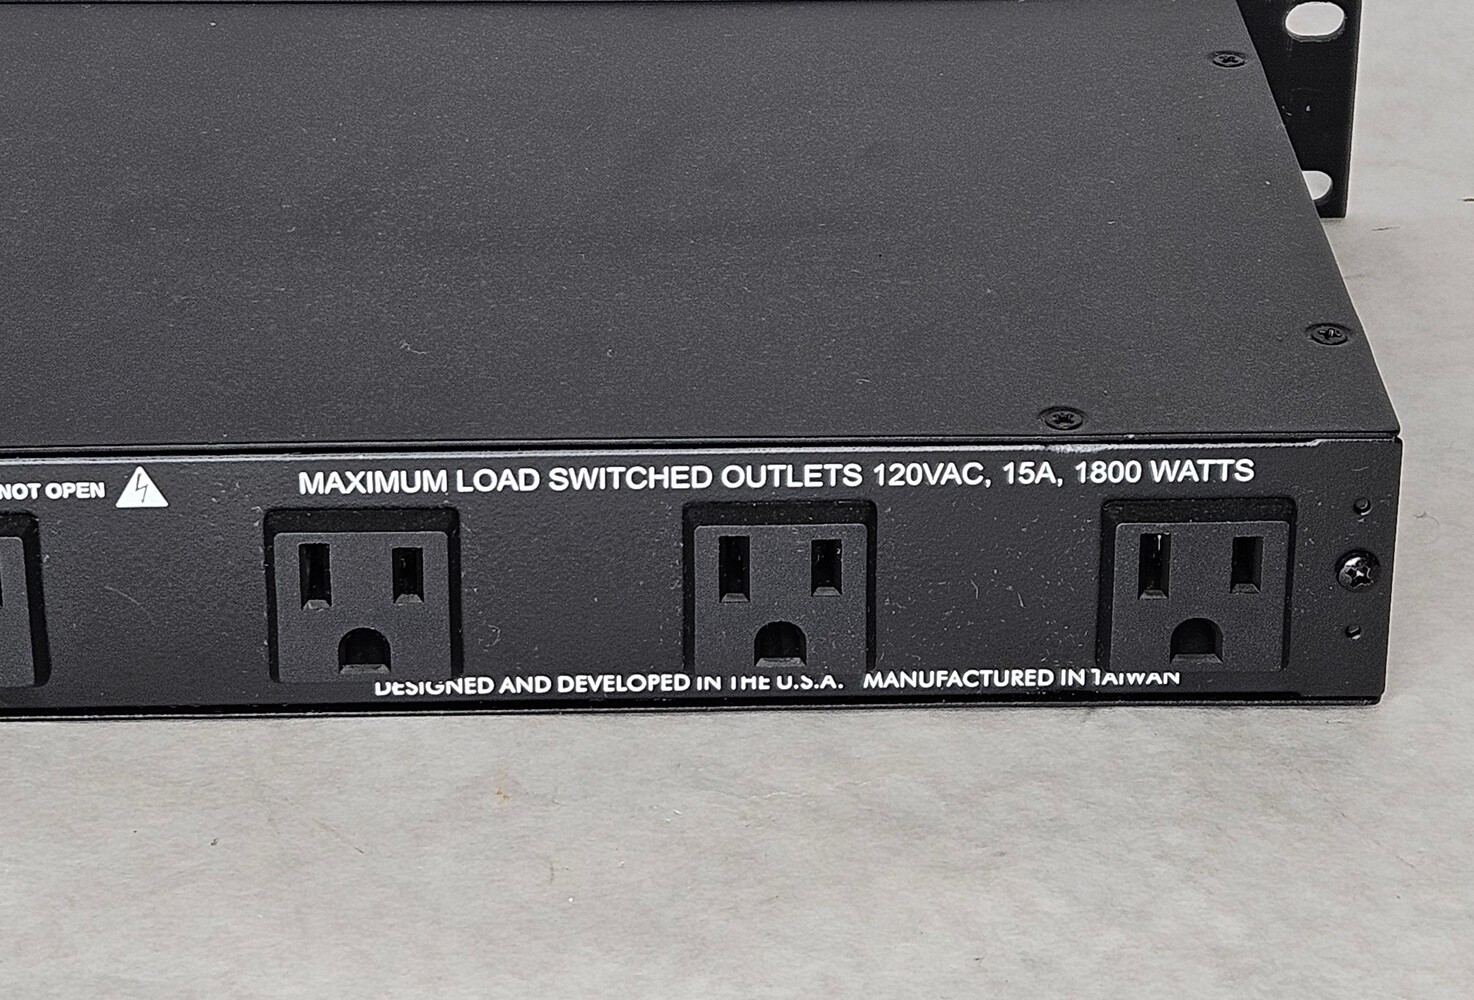 NOT OPEN
MAXIMUM LOAD SWITCHED OUTLETS 120VAC, 15A, 1800 WATTS
DESIGNED AND DEVELOPED IN THE U.S.A. MANUFACTURED IN TAIWAN